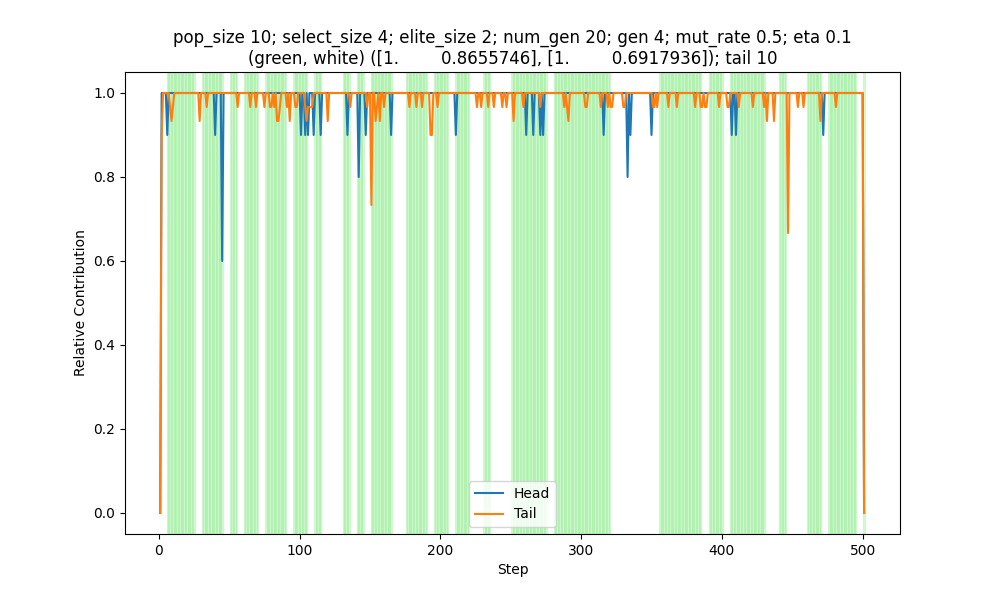 pop_size 10; select_size 4; elite_size 2; num_gen 20; gen 4; mut_rate 0.5; eta 0.1
(green, white) ([1.         0.8655746], [1.         0.6917936]); tail 10
1.0
0.8
0.6
0.4
0.2
0.0
Relative Contribution
Head
Tail
0 100 200 300 400 500
Step